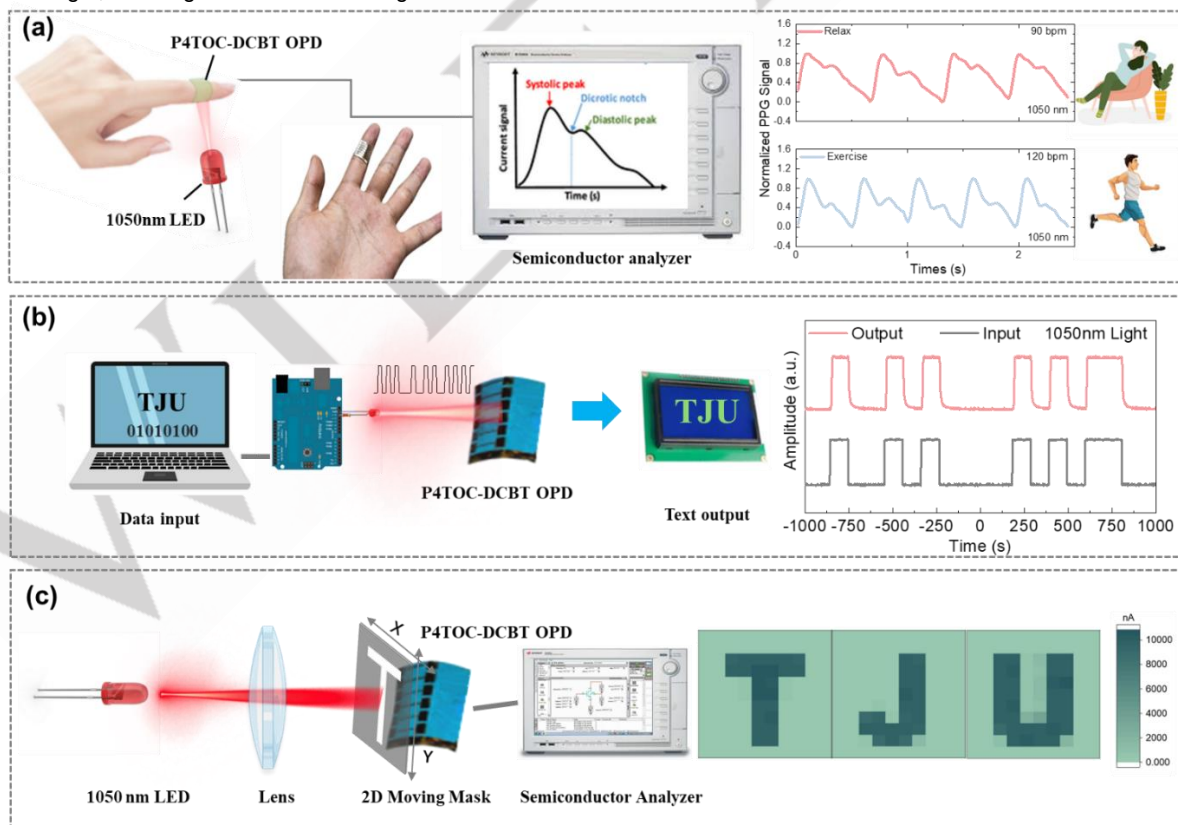 (a)
P4TOC-DCBT OPD
1050nm LED
Systolic peak
Dicrotic notch
Diastolic peak
Current signal
Time (s)
Semiconductor analyzer
Normalized PPG Signal
1.6
1.2
0.8
0.4
0.0
-0.4
Relax
90 bpm
1050 nm
1.6
1.2
0.8
0.4
0.0
-0.4
Exercise
120 bpm
1050 nm
0
1
2
Times (s)
(b)
TJU
01010100
Data input
P4TOC-DCBT OPD
TJU
Text output
Output
Input
1050nm Light
Amplitude (a.u.)
-1000 -750 -500 -250 0 250 500 750 1000
Time (s)
(c)
P4TOC-DCBT OPD
X
Y
1050 nm LED
Lens
2D Moving Mask
Semiconductor Analyzer
nA
10000
8000
6000
4000
2000
0.000